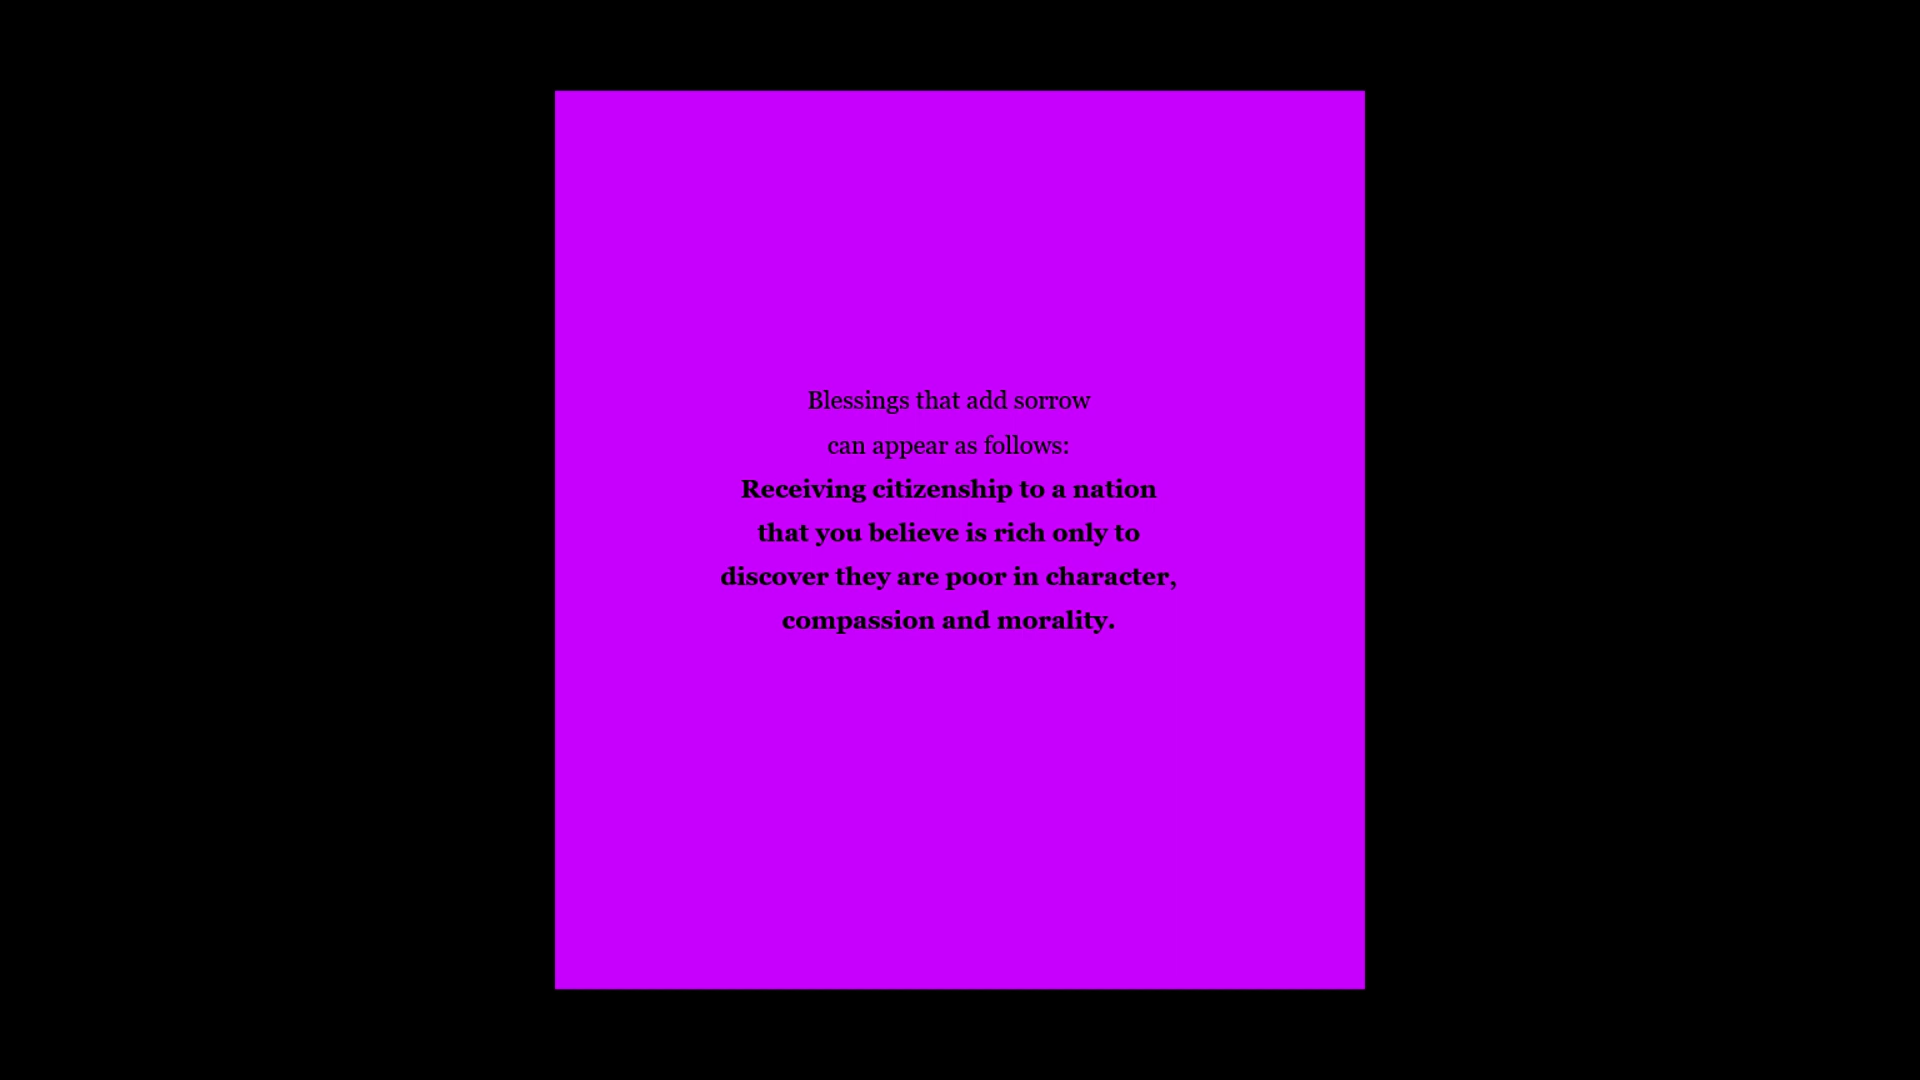 Blessings that add sorrow
can appear as follows:
Receiving citizenship to a nation
that you believe is rich only to
discover they are poor in character,
compassion and morality.